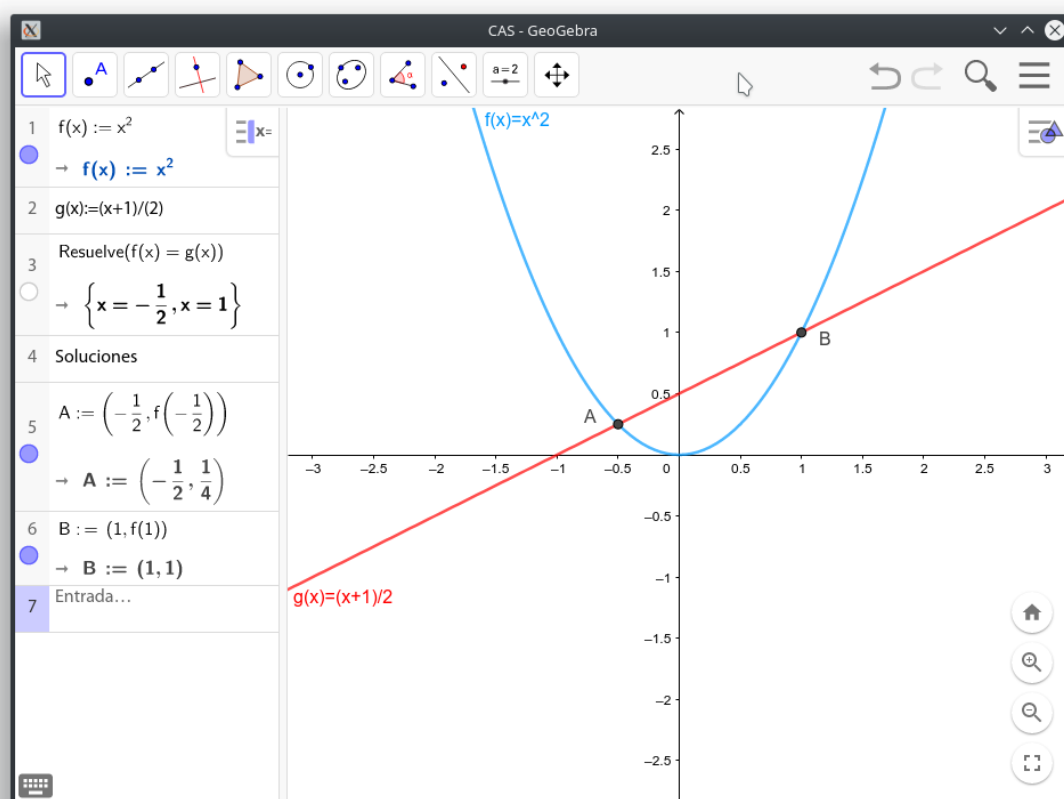 CAS - GeoGebra
A
α
a = 2
1
f(x) := x²
x=
→ f(x) := x²
2
g(x):=(x+1)/(2)
3
Resuelve(f(x) = g(x))
→ {x = −1/2, x = 1}
4
Soluciones
5
A := (−1/2, f(−1/2))
→ A := (−1/2, 1/4)
6
B := (1, f(1))
→ B := (1, 1)
7
Entrada…
f(x)=x^2
2.5
2
1.5
1
B
0.5
A
−3 −2.5 −2 −1.5 −1 −0.5 0 0.5 1 1.5 2 2.5 3
−0.5
−1
g(x)=(x+1)/2
−1.5
−2
−2.5